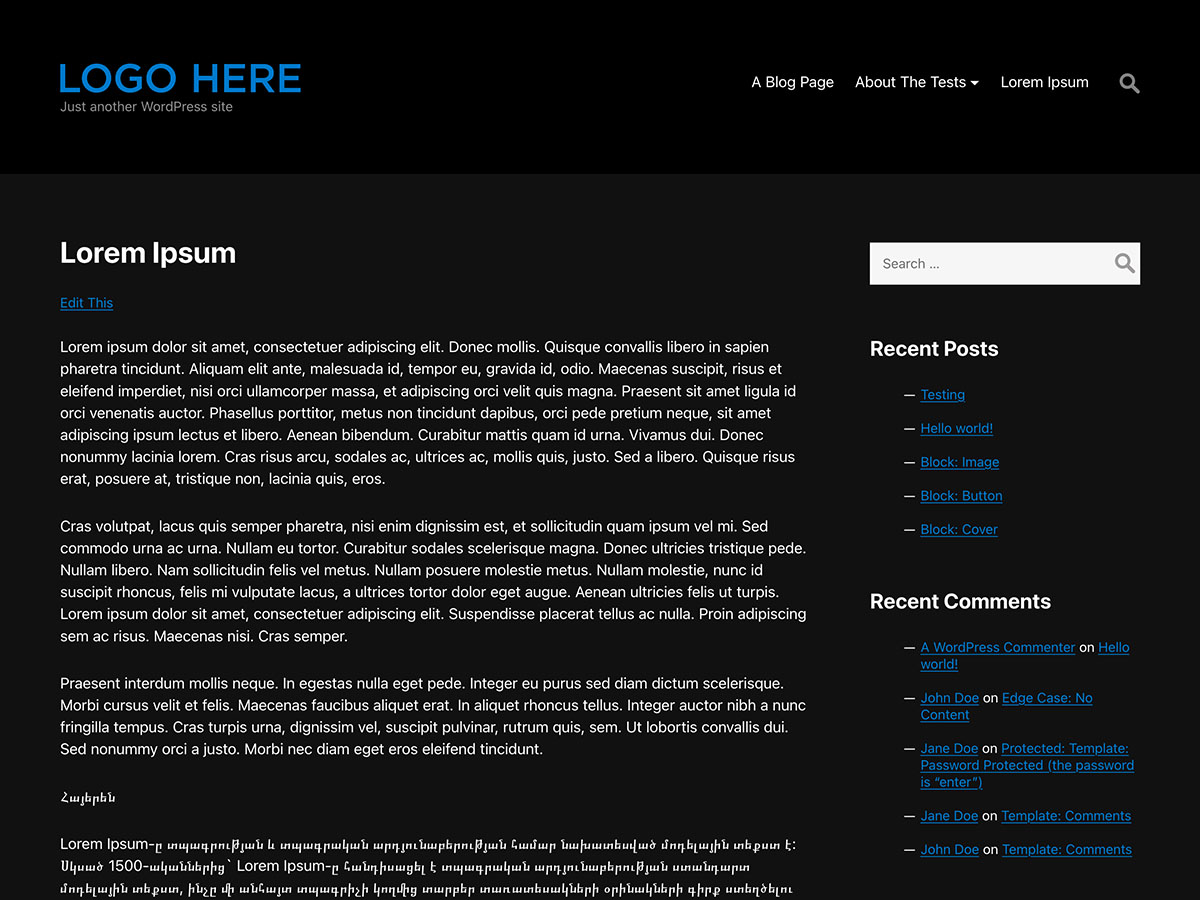 LOGO HERE
Just another WordPress site
A Blog Page
About The Tests
Lorem Ipsum
Lorem Ipsum
Edit This
Lorem ipsum dolor sit amet, consectetuer adipiscing elit. Donec mollis. Quisque convallis libero in sapien
pharetra tincidunt. Aliquam elit ante, malesuada id, tempor eu, gravida id, odio. Maecenas suscipit, risus et
eleifend imperdiet, nisi orci ullamcorper massa, et adipiscing orci velit quis magna. Praesent sit amet ligula id
orci venenatis auctor. Phasellus porttitor, metus non tincidunt dapibus, orci pede pretium neque, sit amet
adipiscing ipsum lectus et libero. Aenean bibendum. Curabitur mattis quam id urna. Vivamus dui. Donec
nonummy lacinia lorem. Cras risus arcu, sodales ac, ultrices ac, mollis quis, justo. Sed a libero. Quisque risus
erat, posuere at, tristique non, lacinia quis, eros.
Cras volutpat, lacus quis semper pharetra, nisi enim dignissim est, et sollicitudin quam ipsum vel mi. Sed
commodo urna ac urna. Nullam eu tortor. Curabitur sodales scelerisque magna. Donec ultricies tristique pede.
Nullam libero. Nam sollicitudin felis vel metus. Nullam posuere molestie metus. Nullam molestie, nunc id
suscipit rhoncus, felis mi vulputate lacus, a ultrices tortor dolor eget augue. Aenean ultricies felis ut turpis.
Lorem ipsum dolor sit amet, consectetuer adipiscing elit. Suspendisse placerat tellus ac nulla. Proin adipiscing
sem ac risus. Maecenas nisi. Cras semper.
Praesent interdum mollis neque. In egestas nulla eget pede. Integer eu purus sed diam dictum scelerisque.
Morbi cursus velit et felis. Maecenas faucibus aliquet erat. In aliquet rhoncus tellus. Integer auctor nibh a nunc
fringilla tempus. Cras turpis urna, dignissim vel, suscipit pulvinar, rutrum quis, sem. Ut lobortis convallis dui.
Sed nonummy orci a justo. Morbi nec diam eget eros eleifend tincidunt.
Հայերեն
Lorem Ipsum-ը տպագրության և տպագրական արդյունաբերության համար նախատեսված մոդելային տեքստ է:
Սկսած 1500-ականներից` Lorem Ipsum-ը հանդիսացել է տպագրական արդյունաբերության ստանդարտ
մոդելային տեքստ, ինչը մի անհայտ տպագրիչի կողմից տարբեր տառատեսակների օրինակների գիրք ստեղծելու
Search …
Recent Posts
— Testing
— Hello world!
— Block: Image
— Block: Button
— Block: Cover
Recent Comments
— A WordPress Commenter on Hello
world!
— John Doe on Edge Case: No
Content
— Jane Doe on Protected: Template:
Password Protected (the password
is “enter”)
— Jane Doe on Template: Comments
— John Doe on Template: Comments